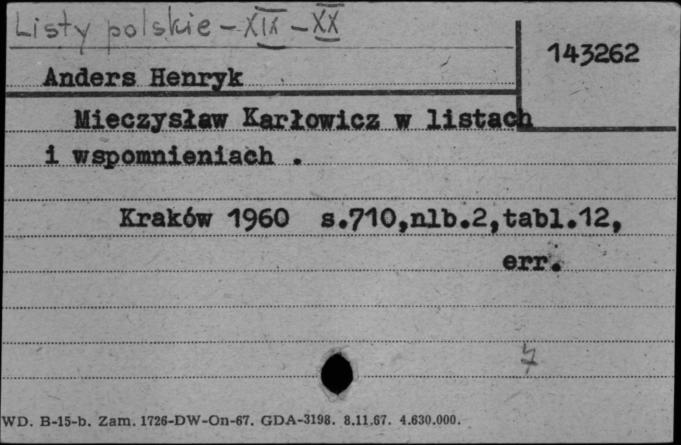 Listy polskie - XIX - XX
143262
Anders Henryk
Mieczysław Karłowicz w listach
i wspomnieniach .
Kraków 1960 s.710,nlb.2,tabl.12,
err.
WD. B-15-b. Zam. 1726-DW-On-67. GDA-3198. 8.11.67. 4.630.000.